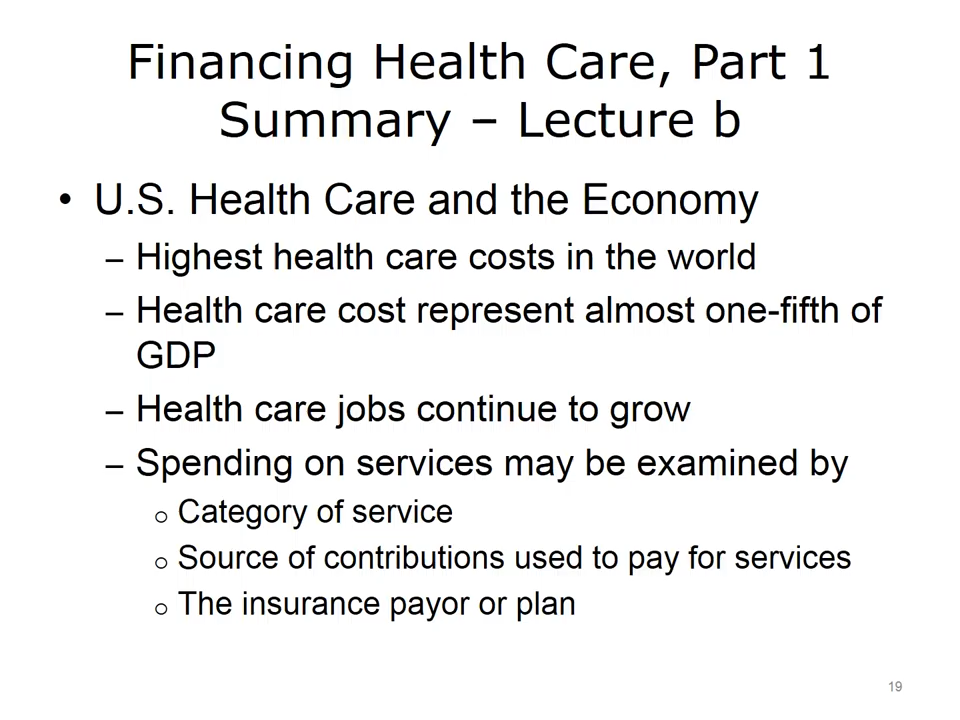 Financing Health Care, Part 1
Summary – Lecture b
• U.S. Health Care and the Economy
– Highest health care costs in the world
– Health care cost represent almost one-fifth of
GDP
– Health care jobs continue to grow
– Spending on services may be examined by
o Category of service
o Source of contributions used to pay for services
o The insurance payor or plan
19